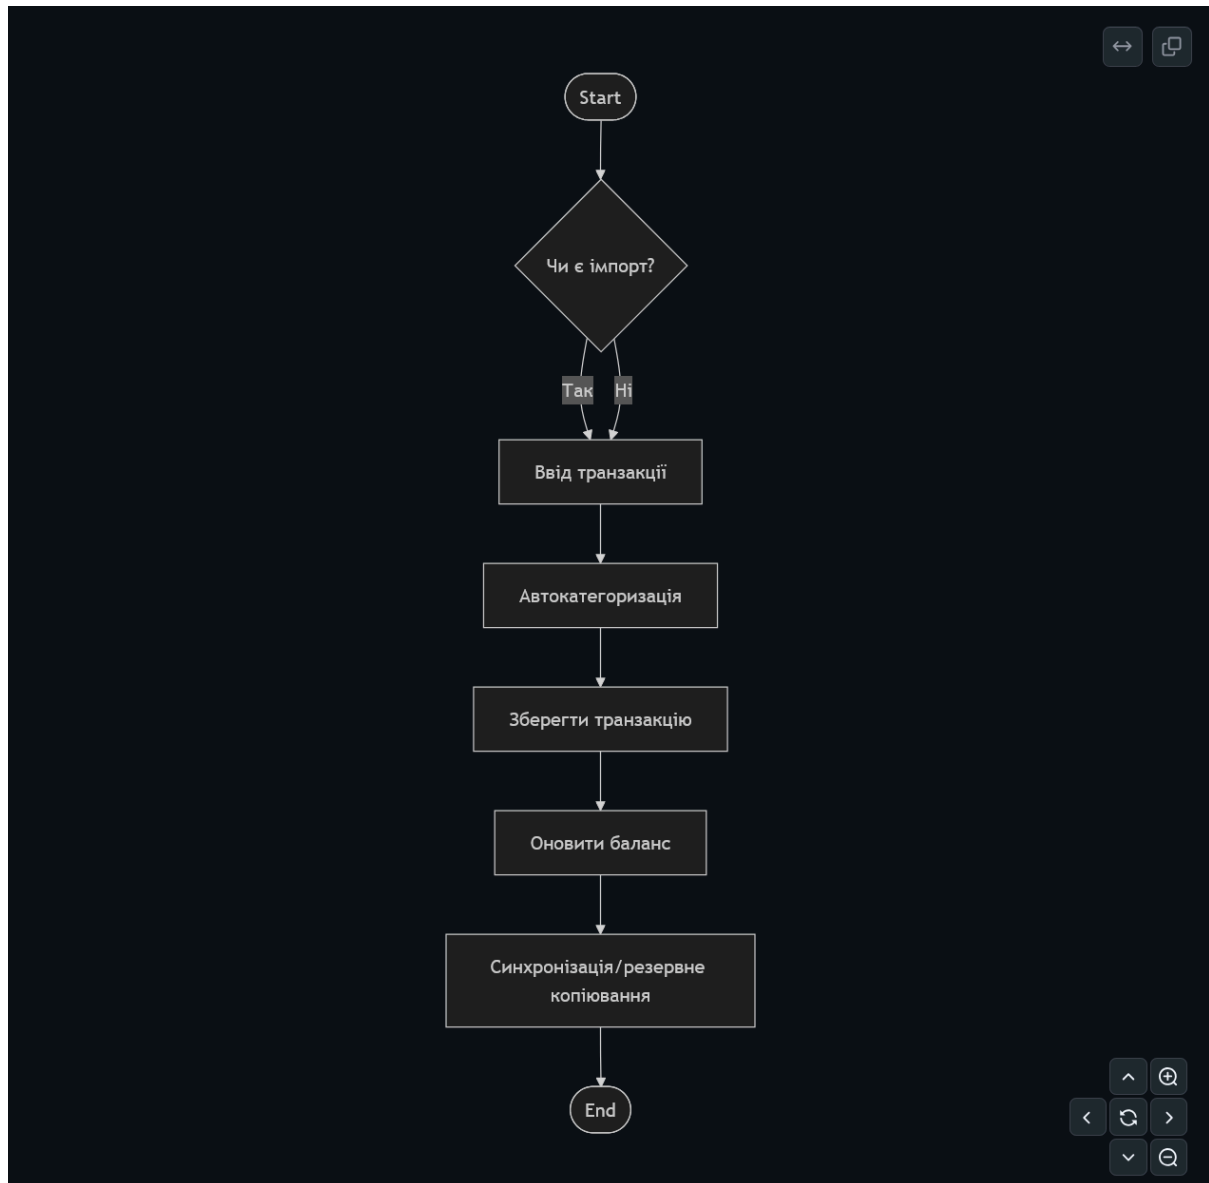 Start
Чи є імпорт?
Так
Ні
Ввід транзакції
Автокатегоризація
Зберегти транзакцію
Оновити баланс
Синхронізація/резервне
копіювання
End